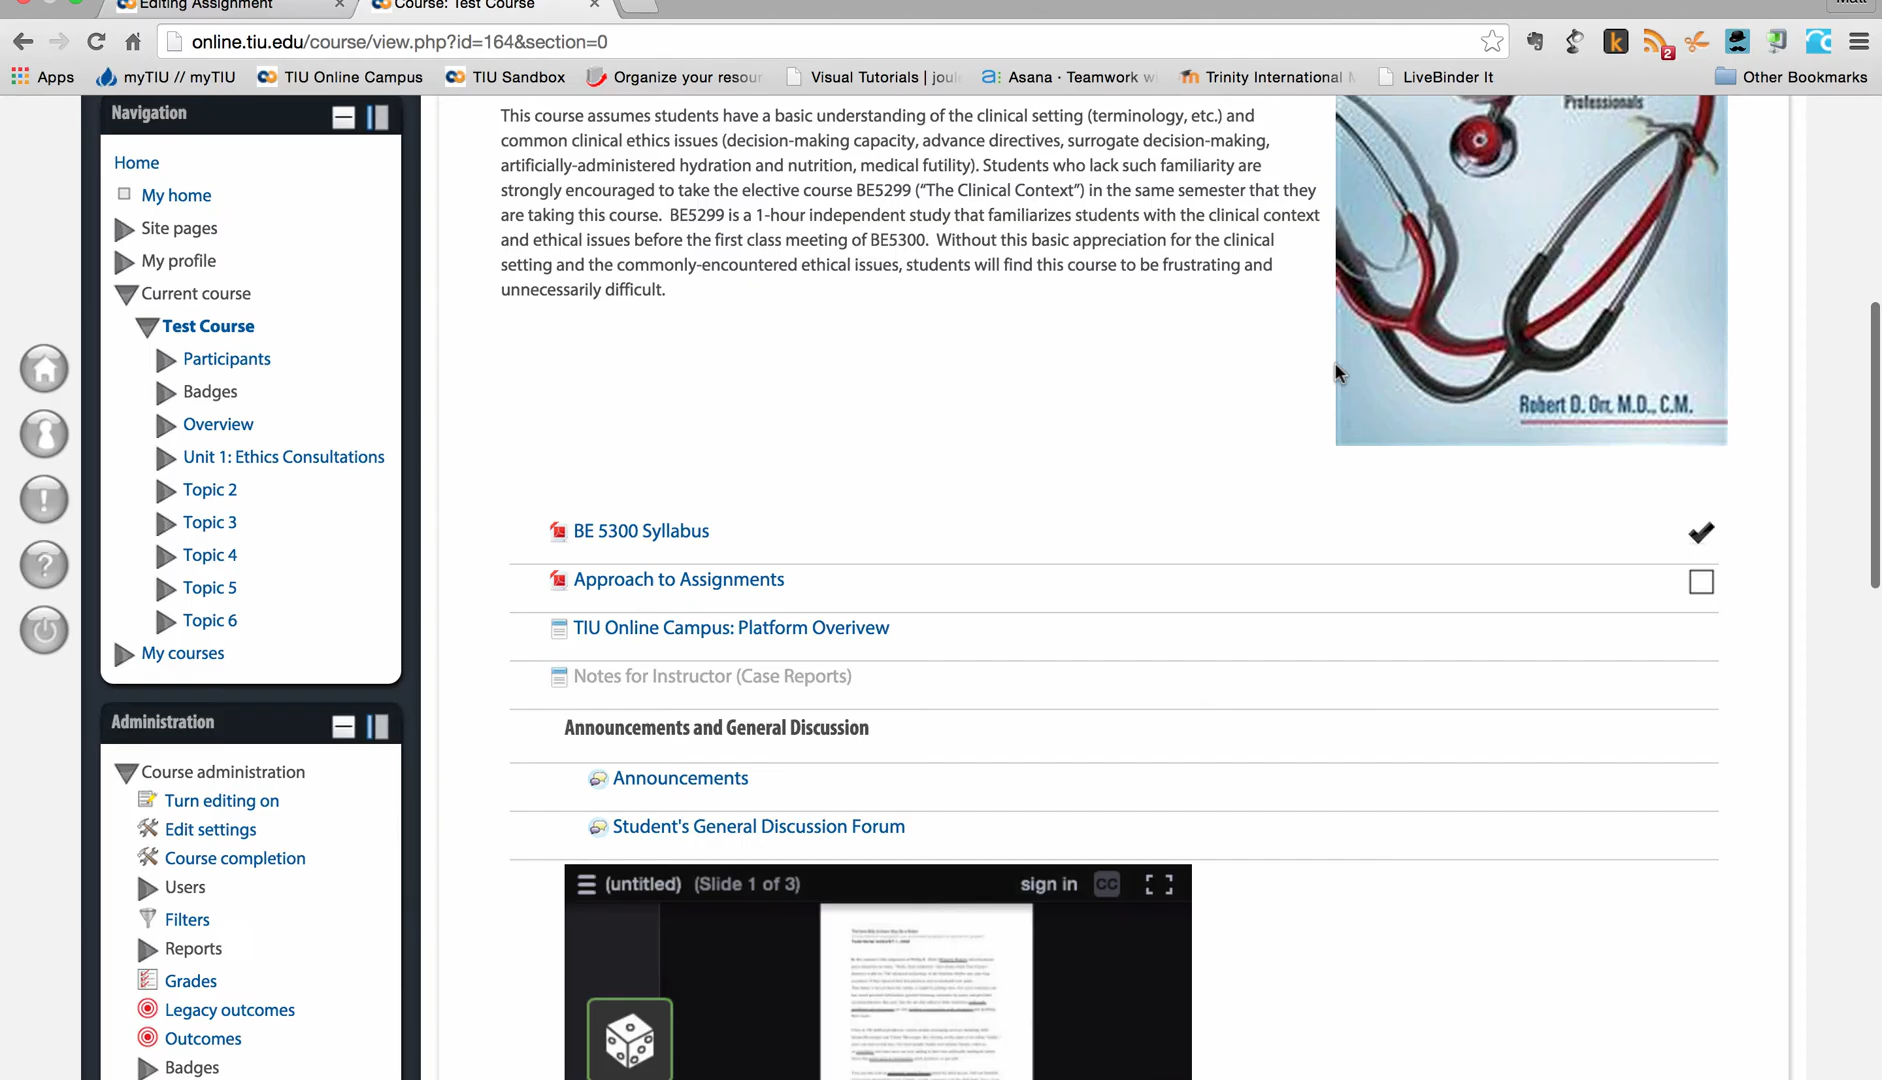 Editing Assignment
Course: Test Course
Matt
online.tiu.edu/course/view.php?id=164&section=0
2
Apps
myTIU // myTIU
TIU Online Campus
TIU Sandbox
Organize your resour
Visual Tutorials | joul
a: Asana · Teamwork w
Trinity International M
LiveBinder It
Other Bookmarks
Navigation
Home
My home
Site pages
My profile
Current course
Test Course
Participants
Badges
Overview
Unit 1: Ethics Consultations
Topic 2
Topic 3
Topic 4
Topic 5
Topic 6
My courses
Administration
Course administration
Turn editing on
Edit settings
Course completion
Users
Filters
Reports
Grades
Legacy outcomes
Outcomes
Badges
This course assumes students have a basic understanding of the clinical setting (terminology, etc.) and
common clinical ethics issues (decision-making capacity, advance directives, surrogate decision-making,
artificially-administered hydration and nutrition, medical futility). Students who lack such familiarity are
strongly encouraged to take the elective course BE5299 (“The Clinical Context”) in the same semester that they
are taking this course.  BE5299 is a 1-hour independent study that familiarizes students with the clinical context
and ethical issues before the first class meeting of BE5300.  Without this basic appreciation for the clinical
setting and the commonly-encountered ethical issues, students will find this course to be frustrating and
unnecessarily difficult.
Professionals
Robert D. Orr, M.D., C.M.
BE 5300 Syllabus
Approach to Assignments
TIU Online Campus: Platform Overivew
Notes for Instructor (Case Reports)
Announcements and General Discussion
Announcements
Student's General Discussion Forum
(untitled) (Slide 1 of 3)
sign in
CC